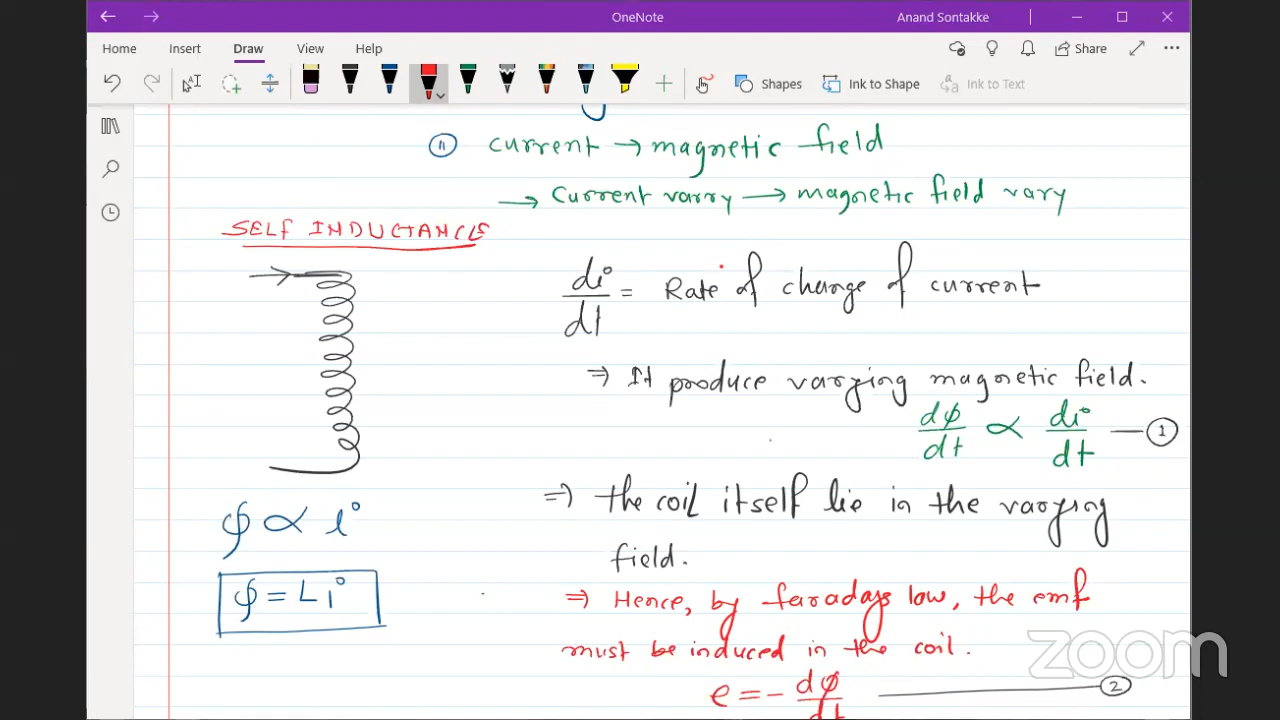 OneNote
Anand Sontakke
Home Insert Draw View Help
Share
Shapes
Ink to Shape
Ink to Text
(ii) current → magnetic field
→ Current varry → magnetic field vary
SELF INDUCTANCE
di/dt = Rate of change of current
⇒ It produce varying magnetic field.
dφ/dt ∝ di/dt — ①
⇒ the coil itself lie in the varying
field.
φ ∝ i
φ = Li
⇒ Hence, by faradays law, the emf
must be induced in the coil.
e = - dφ/dt — ②
zoom